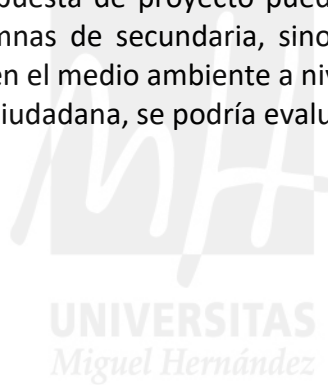 puesta de proyecto pued
mnas de secundaria, sino
en el medio ambiente a niv
iudadana, se podría evalu
UNIVERSITAS
Miguel Hernández